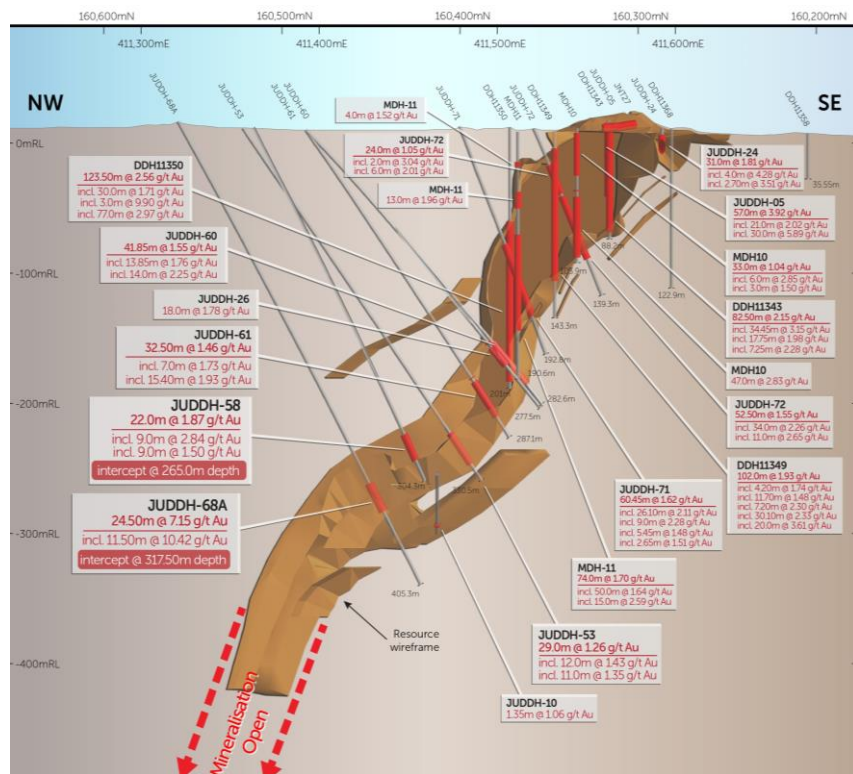 160,600mN 160,500mN 160,400mN 160,300mN 160,200mN
411,300mE 411,400mE 411,500mE 411,600mE
NW
SE
JUDDH-68A
JUDDH-53
JUDDH-61
JUDDH-60
JUDDH-71
DDH11350
MDH11
JUDDH-72
DDH11349
MDH10
DDH11343
JUDDH-05
JNT27
JUDDH-24
DDH11368
DDH11358
0mRL
-100mRL
-200mRL
-300mRL
-400mRL
MDH-11
4.0m @ 1.52 g/t Au
JUDDH-72
24.0m @ 1.05 g/t Au
incl. 2.0m @ 3.04 g/t Au
incl. 6.0m @ 2.01 g/t Au
MDH-11
13.0m @ 1.96 g/t Au
DDH11350
123.50m @ 2.56 g/t Au
incl. 30.0m @ 1.71 g/t Au
incl. 3.0m @ 9.90 g/t Au
incl. 77.0m @ 2.97 g/t Au
JUDDH-60
41.85m @ 1.55 g/t Au
incl. 13.85m @ 1.76 g/t Au
incl. 14.0m @ 2.25 g/t Au
JUDDH-26
18.0m @ 1.78 g/t Au
JUDDH-61
32.50m @ 1.46 g/t Au
incl. 7.0m @ 1.73 g/t Au
incl. 15.40m @ 1.93 g/t Au
JUDDH-58
22.0m @ 1.87 g/t Au
incl. 9.0m @ 2.84 g/t Au
incl. 9.0m @ 1.50 g/t Au
intercept @ 265.0m depth
JUDDH-68A
24.50m @ 7.15 g/t Au
incl. 11.50m @ 10.42 g/t Au
intercept @ 317.50m depth
JUDDH-24
31.0m @ 1.81 g/t Au
incl. 4.0m @ 4.28 g/t Au
incl. 2.70m @ 3.51 g/t Au
JUDDH-05
57.0m @ 3.92 g/t Au
incl. 21.0m @ 2.02 g/t Au
incl. 30.0m @ 5.89 g/t Au
MDH10
33.0m @ 1.04 g/t Au
incl. 6.0m @ 2.85 g/t Au
incl. 3.0m @ 1.50 g/t Au
DDH11343
82.50m @ 2.15 g/t Au
incl. 34.45m @ 3.15 g/t Au
incl. 17.75m @ 1.98 g/t Au
incl. 7.25m @ 2.28 g/t Au
MDH10
47.0m @ 2.83 g/t Au
JUDDH-72
52.50m @ 1.55 g/t Au
incl. 34.0m @ 2.26 g/t Au
incl. 11.0m @ 2.65 g/t Au
DDH11349
102.0m @ 1.93 g/t Au
incl. 4.20m @ 1.74 g/t Au
incl. 11.70m @ 1.48 g/t Au
incl. 7.20m @ 2.30 g/t Au
incl. 30.10m @ 2.33 g/t Au
incl. 20.0m @ 3.61 g/t Au
JUDDH-71
60.45m @ 1.62 g/t Au
incl. 26.10m @ 2.11 g/t Au
incl. 9.0m @ 2.28 g/t Au
incl. 5.45m @ 1.48 g/t Au
incl. 2.65m @ 1.51 g/t Au
MDH-11
74.0m @ 1.70 g/t Au
incl. 50.0m @ 1.64 g/t Au
incl. 15.0m @ 2.59 g/t Au
JUDDH-53
29.0m @ 1.26 g/t Au
incl. 12.0m @ 1.43 g/t Au
incl. 11.0m @ 1.35 g/t Au
JUDDH-10
1.35m @ 1.06 g/t Au
35.55m
88.2m
122.9m
139.3m
143.3m
192.8m
190.6m
201m
282.6m
277.5m
287.1m
304.3m
405.3m
Resource
wireframe
Mineralisation
Open